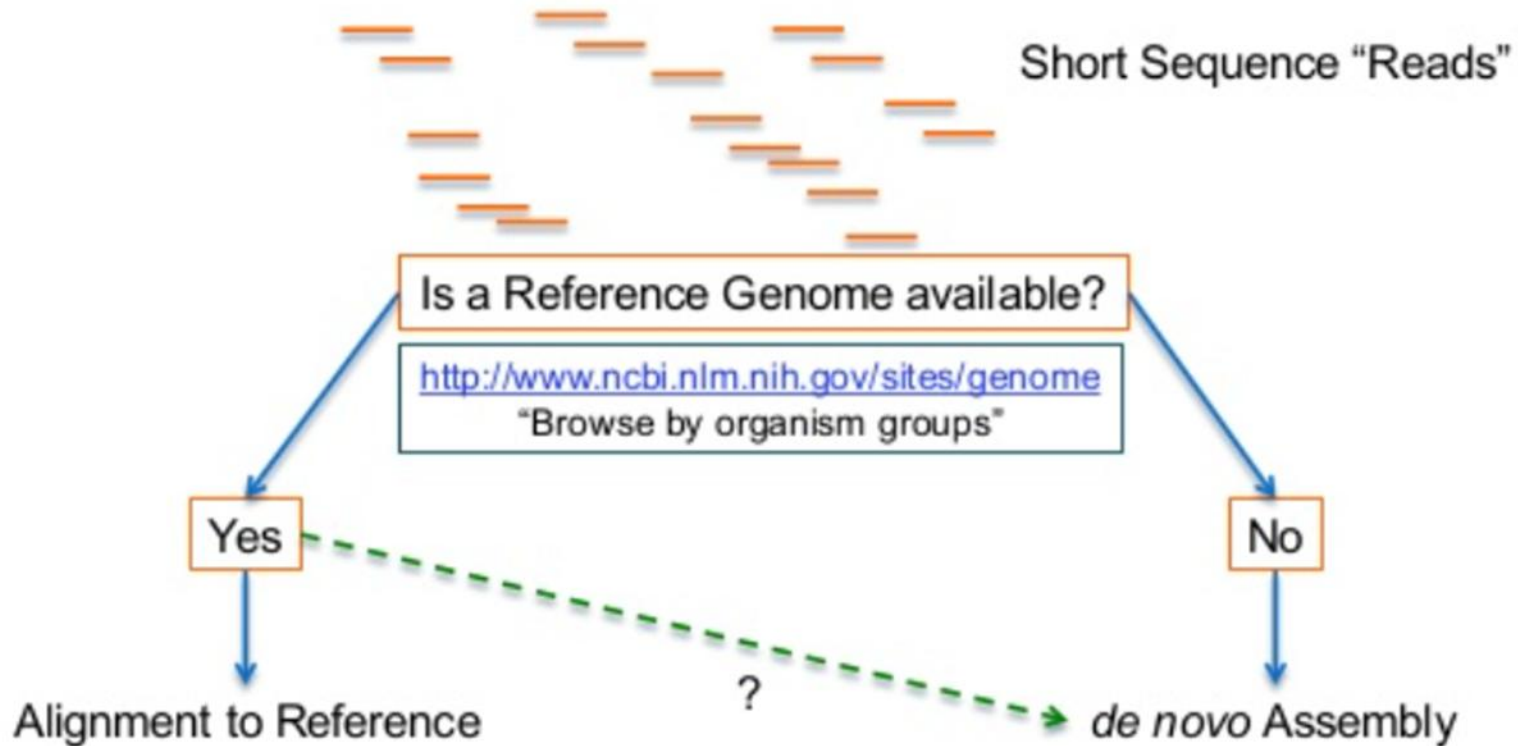 Short Sequence “Reads”
Is a Reference Genome available?
http://www.ncbi.nlm.nih.gov/sites/genome
“Browse by organism groups”
Yes
No
?
Alignment to Reference
de novo Assembly